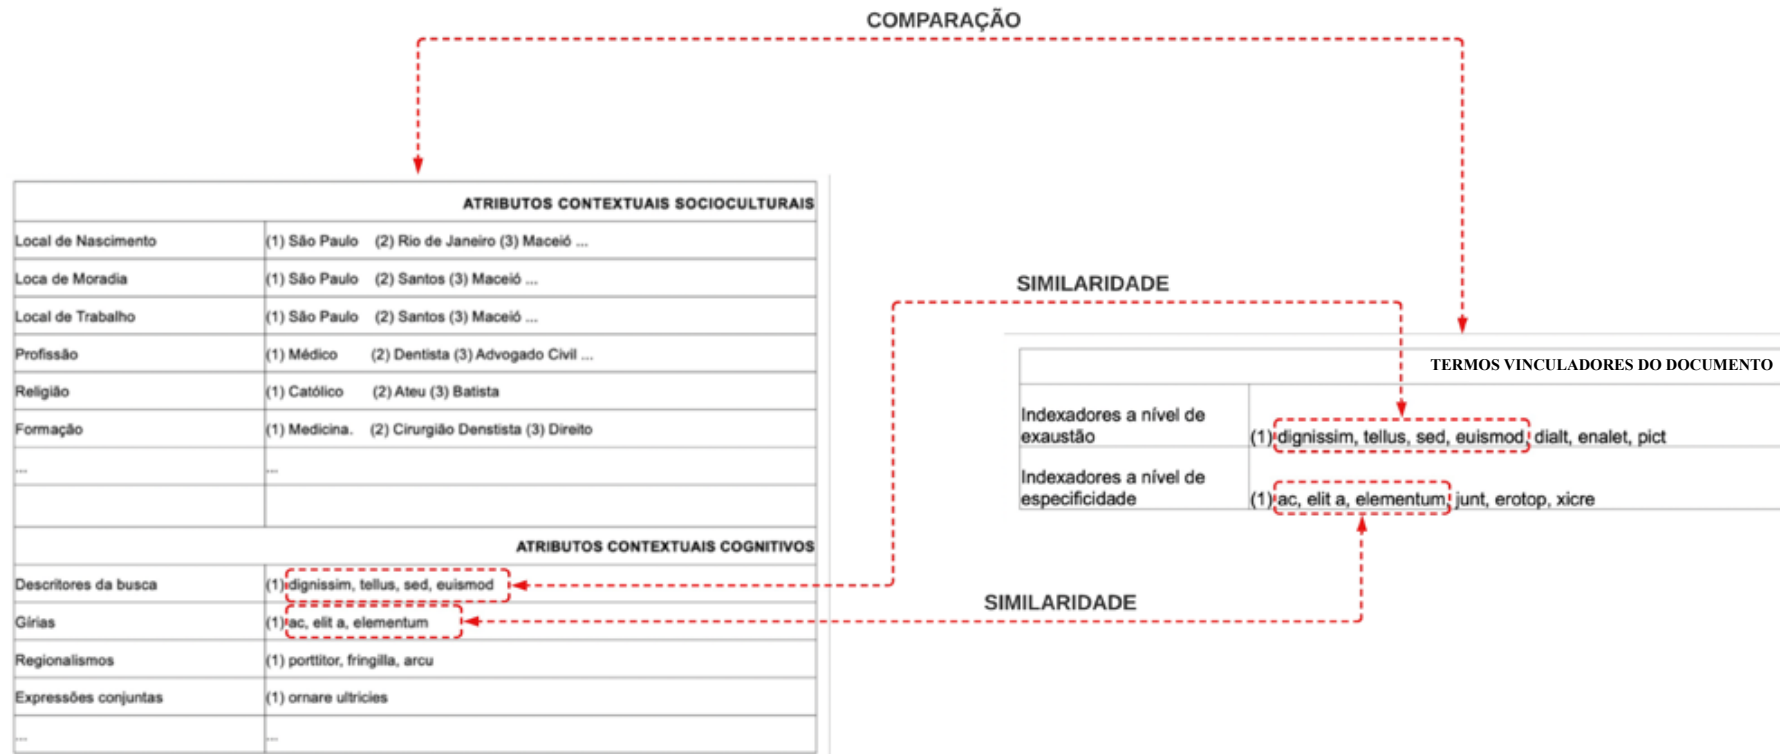 COMPARAÇÃO
ATRIBUTOS CONTEXTUAIS SOCIOCULTURAIS
Local de Nascimento (1) São Paulo (2) Rio de Janeiro (3) Maceió ...
Loca de Moradia (1) São Paulo (2) Santos (3) Maceió ...
Local de Trabalho (1) São Paulo (2) Santos (3) Maceió ...
Profissão (1) Médico (2) Dentista (3) Advogado Civil ...
Religião (1) Católico (2) Ateu (3) Batista
Formação (1) Medicina. (2) Cirurgião Denstista (3) Direito
... ...
ATRIBUTOS CONTEXTUAIS COGNITIVOS
Descritores da busca (1) dignissim, tellus, sed, euismod
Gírias (1) ac, elit a, elementum
Regionalismos (1) porttitor, fringilla, arcu
Expressões conjuntas (1) ornare ultricies
... ...
SIMILARIDADE
SIMILARIDADE
TERMOS VINCULADORES DO DOCUMENTO
Indexadores a nível de
exaustão (1) dignissim, tellus, sed, euismod, dialt, enalet, pict
Indexadores a nível de
especificidade (1) ac, elit a, elementum, junt, erotop, xicre